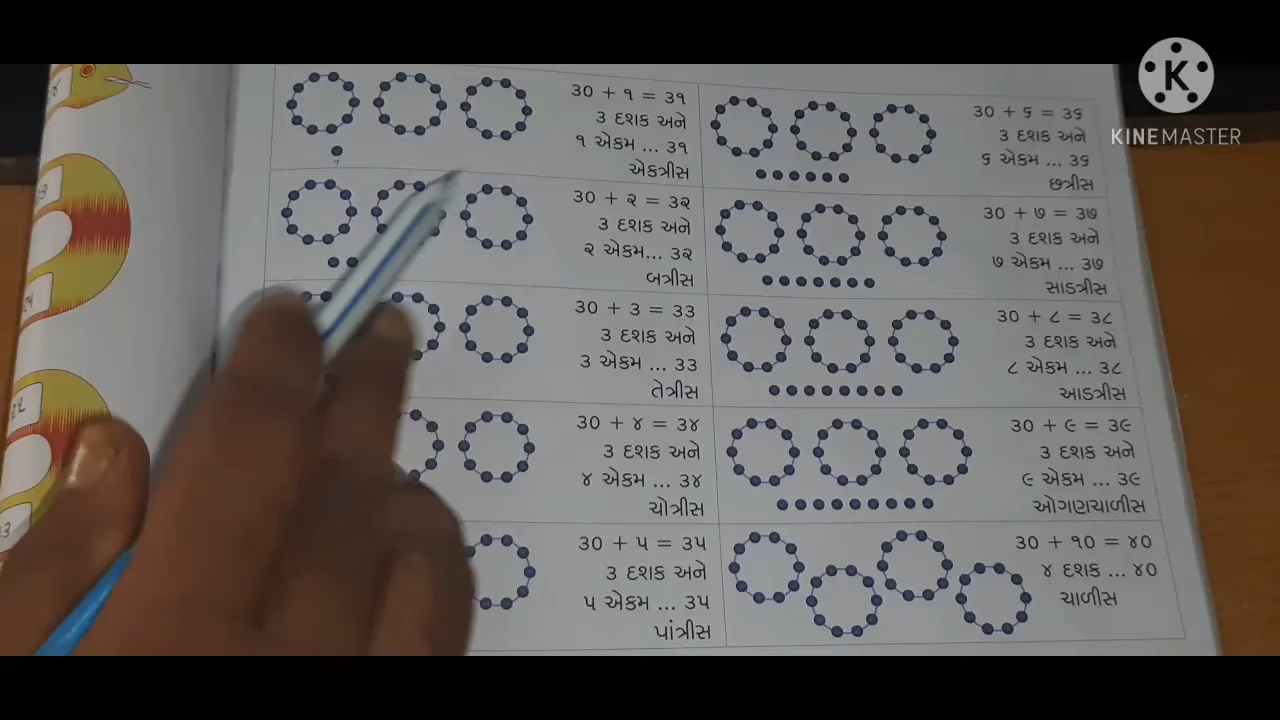 30 + ૧ = ૩૧
૩ દશક અને
૧ એકમ ... ૩૧
એકત્રીસ
30 + ૨ = ૩૨
૩ દશક અને
૨ એકમ... ૩૨
બત્રીસ
30 + ૩ = ૩૩
૩ દશક અને
૩ એકમ ... ૩૩
તેત્રીસ
30 + ૪ = ૩૪
૩ દશક અને
૪ એકમ ... ૩૪
ચોત્રીસ
30 + ૫ = ૩૫
૩ દશક અને
૫ એકમ ... ૩૫
પાંત્રીસ
30 + ૬ = ૩૬
૩ દશક અને
૬ એકમ ... ૩૬
છત્રીસ
30 + ૭ = ૩૭
૩ દશક અને
૭ એકમ ... ૩૭
સાડત્રીસ
30 + ૮ = ૩૮
૩ દશક અને
૮ એકમ ... ૩૮
આડત્રીસ
30 + ૯ = ૩૯
૩ દશક અને
૯ એકમ ... ૩૯
ઓગણચાળીસ
30 + ૧૦ = ૪૦
૪ દશક ... ૪૦
ચાળીસ
K
KINEMASTER